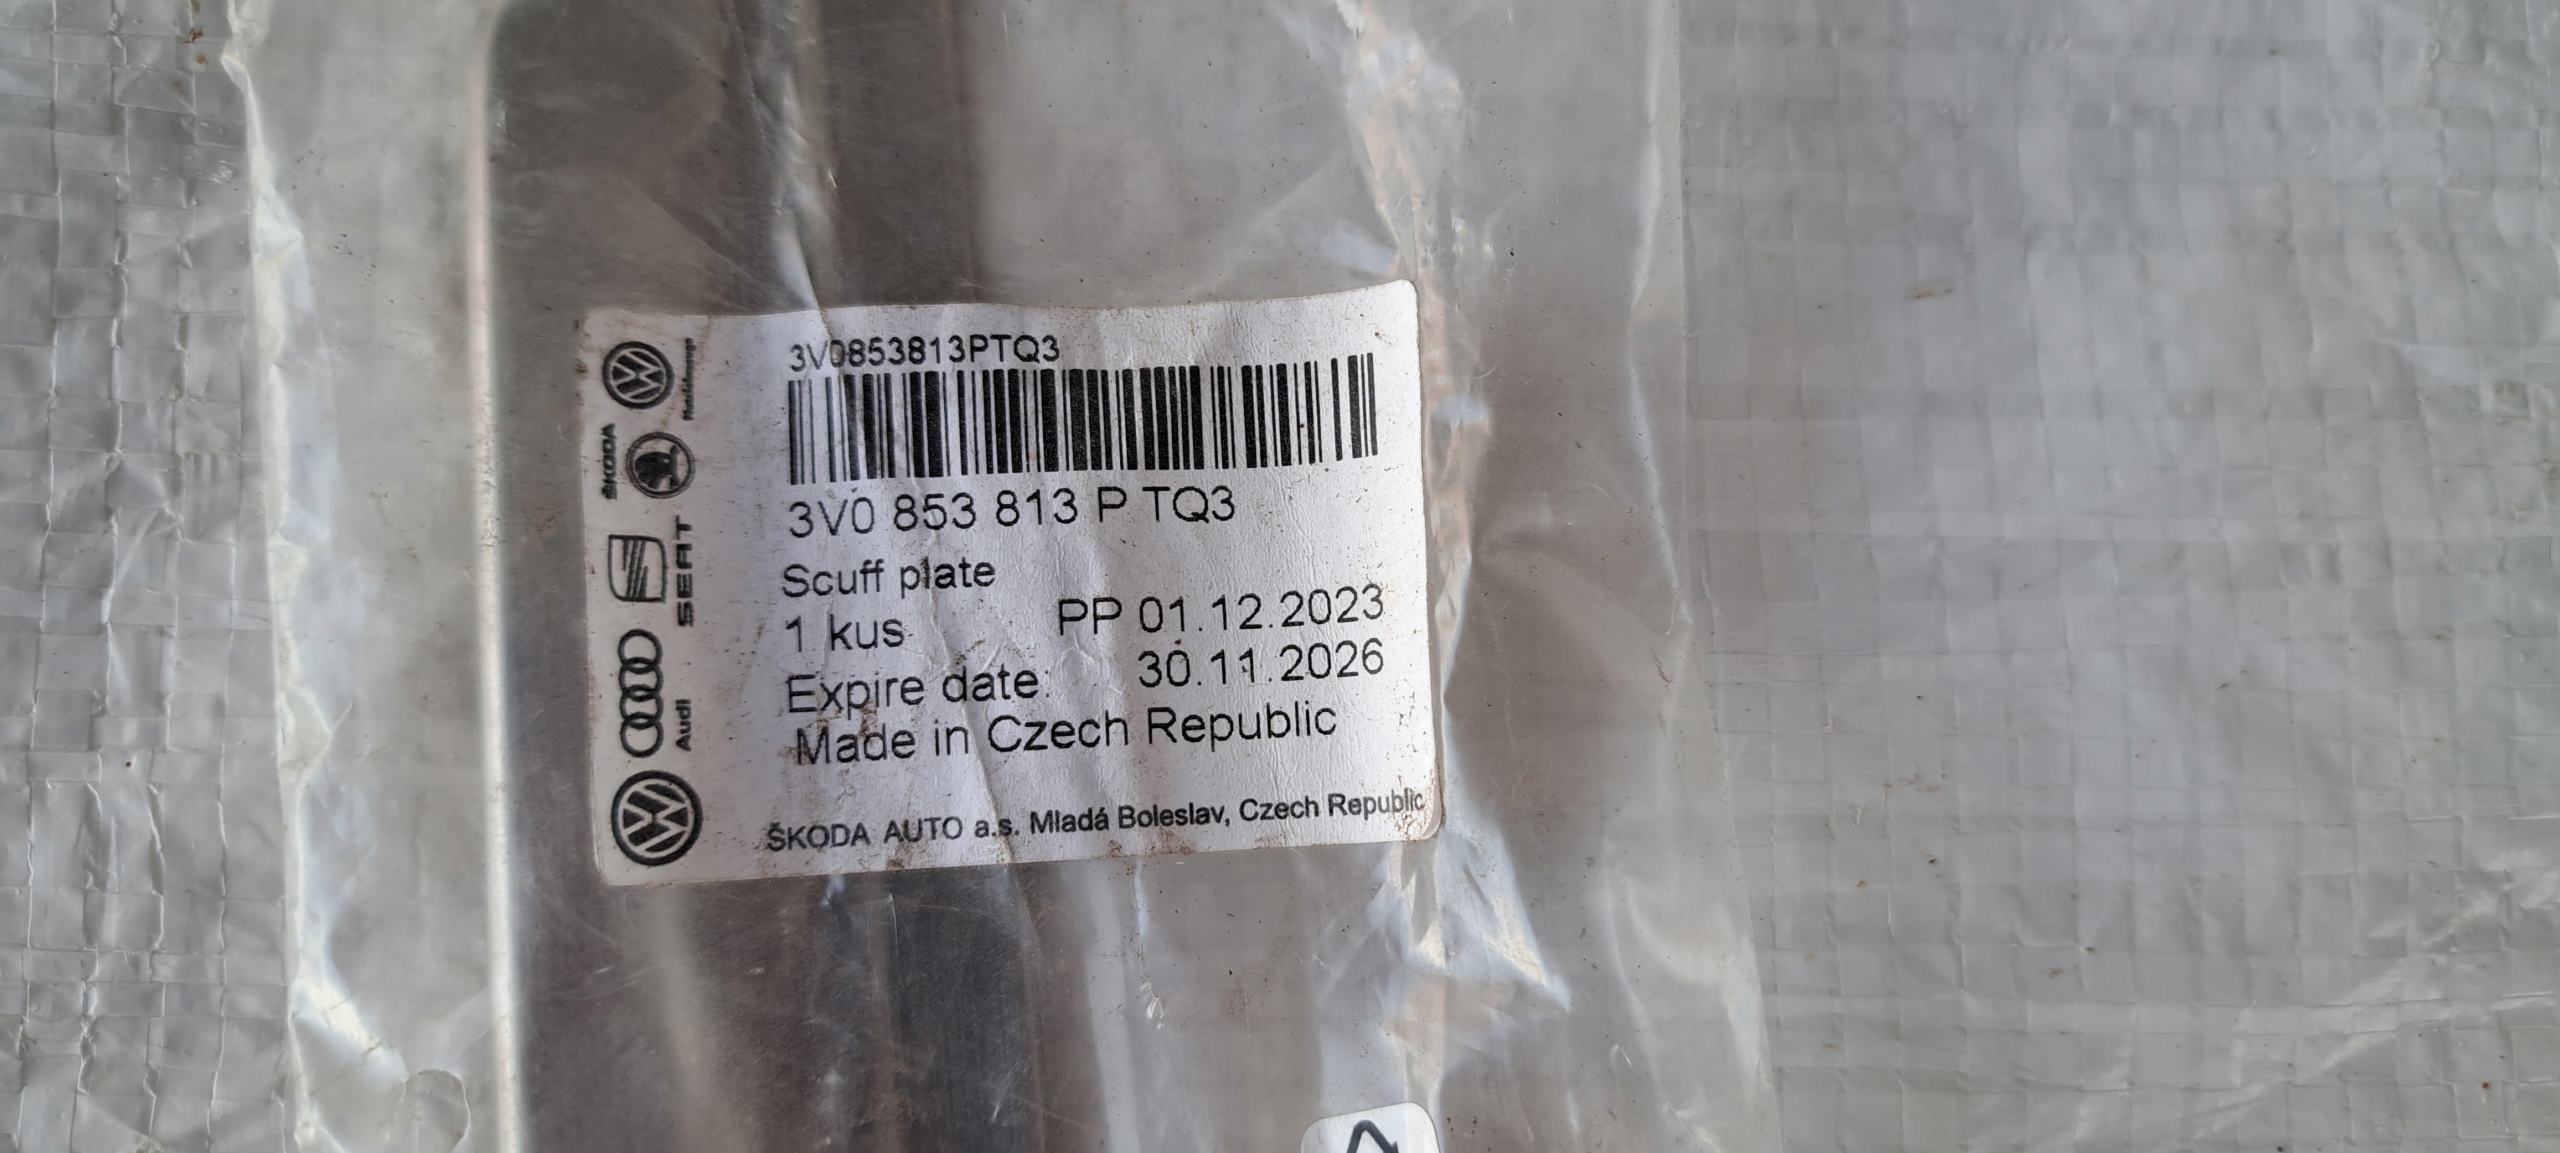 3V0853813PTQ3
3V0 853 813 P TQ3
Scuff plate
1 kus PP 01.12.2023
Expire date: 30.11.2026
Made in Czech Republic
ŠKODA AUTO a.s. Mladá Boleslav, Czech Republic
ŠKODA
SEAT
Audi